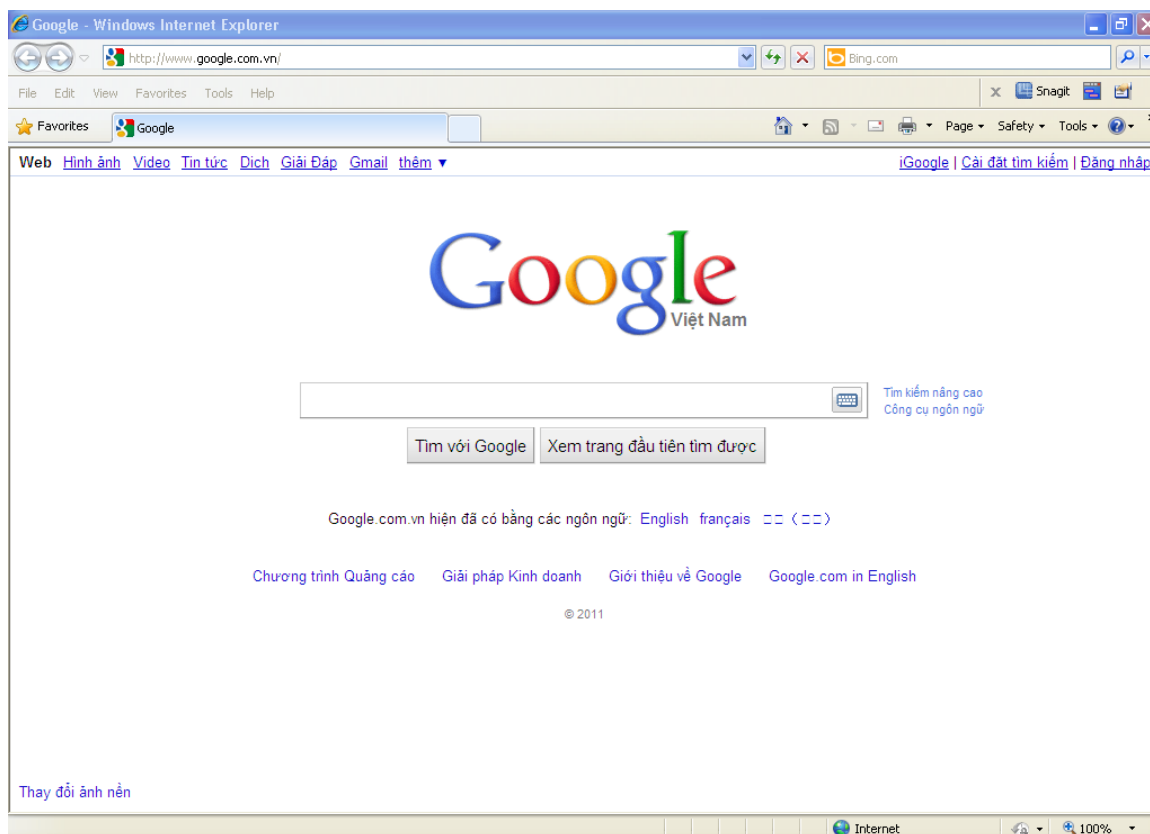 Google - Windows Internet Explorer
http://www.google.com.vn/ Bing.com
File Edit View Favorites Tools Help x Snagit
Favorites Google Page Safety Tools
Web Hình ảnh Video Tin tức Dịch Giải Đáp Gmail thêm ▼ iGoogle | Cài đặt tìm kiếm | Đăng nhập
Google
Việt Nam
Tìm kiếm nâng cao
Công cụ ngôn ngữ
Tìm với Google Xem trang đầu tiên tìm được
Google.com.vn hiện đã có bằng các ngôn ngữ: English français □□ (□□)
Chương trình Quảng cáo Giải pháp Kinh doanh Giới thiệu về Google Google.com in English
© 2011
Thay đổi ảnh nền
Internet 100%